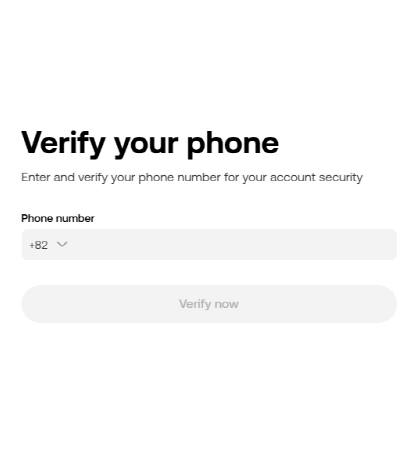 Verify your phone
Enter and verify your phone number for your account security
Phone number
+82
Verify now